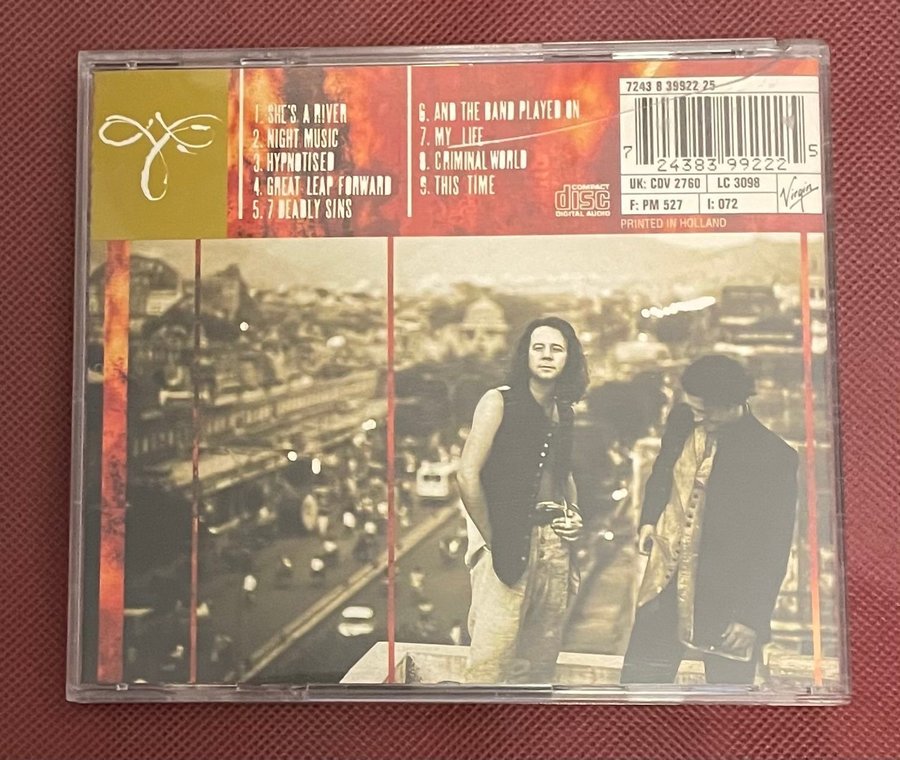 1. SHE'S A RIVER
2. NIGHT MUSIC
3. HYPNOTISED
4. GREAT LEAP FORWARD
5. 7 DEADLY SINS
6. AND THE BAND PLAYED ON
7. MY LIFE
8. CRIMINAL WORLD
9. THIS TIME
COMPACT
disc
DIGITAL AUDIO
7243 8 39922 25
7 24383 99222 5
UK: CDV 2760 LC 3098
F: PM 527 I: 072
Virgin
PRINTED IN HOLLAND